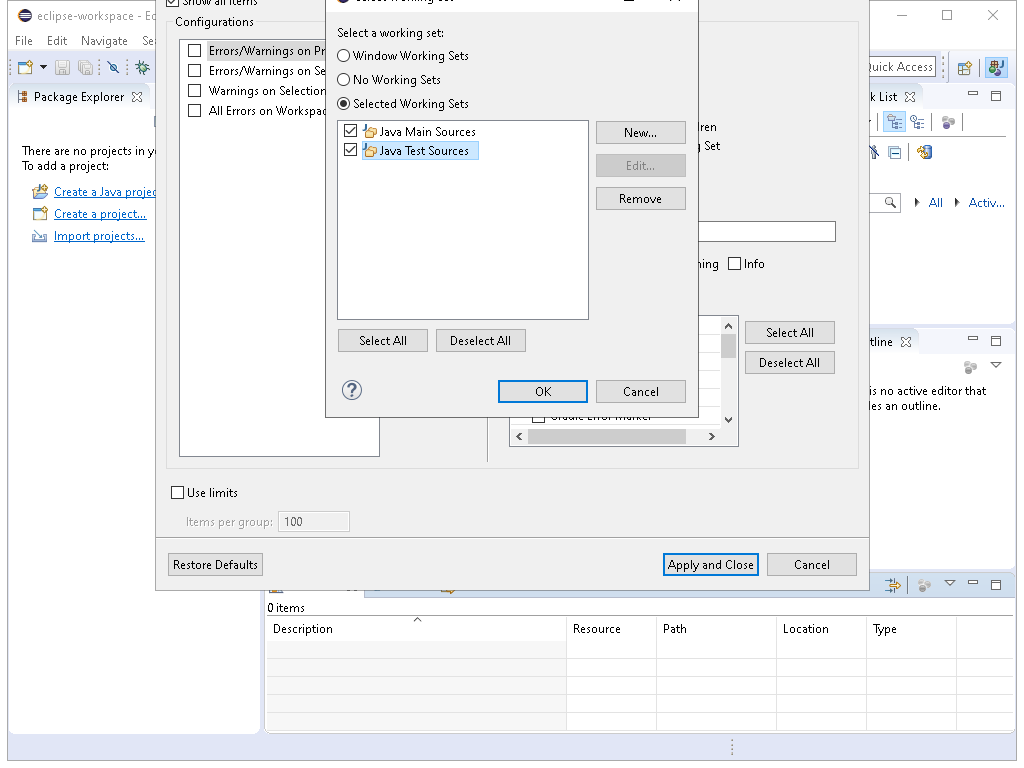 eclipse-workspace - Ec
File Edit Navigate Se
Quick Access
Package Explorer
There are no projects in y
To add a project:
Create a Java projec
Create a project...
Import projects...
Show all items
Configurations
Errors/Warnings on Pr
Errors/Warnings on Se
Warnings on Selection
All Errors on Workspac
Select a working set:
Window Working Sets
No Working Sets
Selected Working Sets
Java Main Sources
Java Test Sources
New...
Edit...
Remove
Select All
Deselect All
?
OK
Cancel
ren
Set
ning
Info
Select All
Deselect All
Use limits
Items per group: 100
Restore Defaults
Apply and Close
Cancel
k List
All
Activ...
tline
is no active editor that
les an outline.
0 items
Description Resource Path Location Type